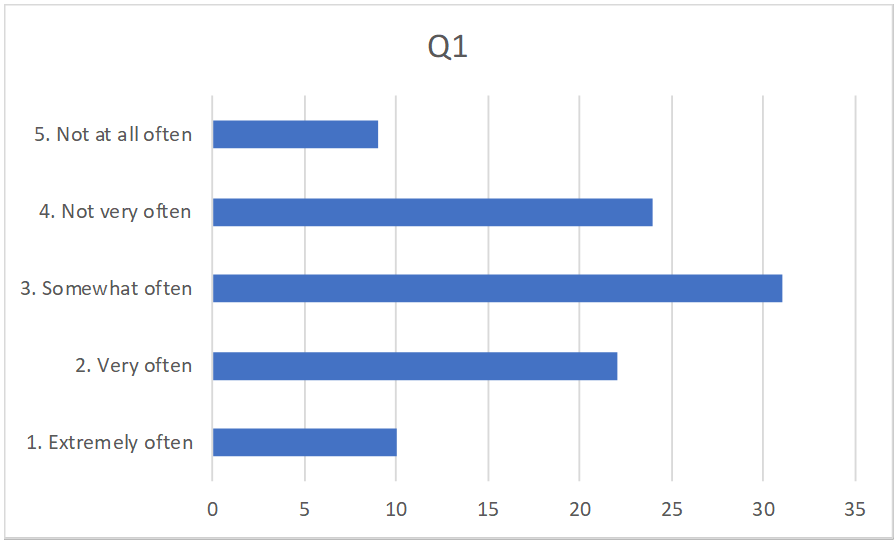 Q1
5. Not at all often
4. Not very often
3. Somewhat often
2. Very often
1. Extremely often
0 5 10 15 20 25 30 35